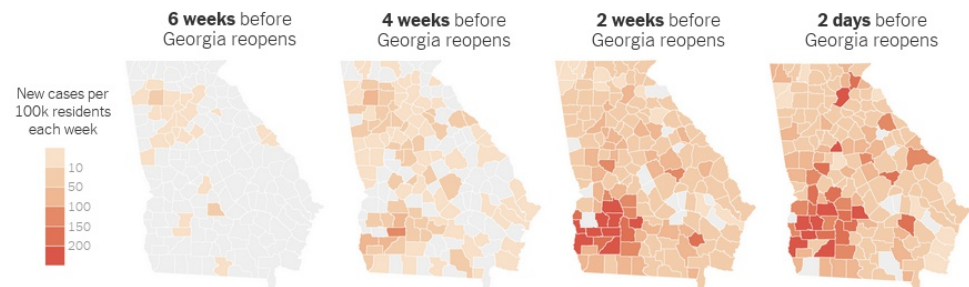 6 weeks before
Georgia reopens
4 weeks before
Georgia reopens
2 weeks before
Georgia reopens
2 days before
Georgia reopens
New cases per
100k residents
each week
10
50
100
150
200